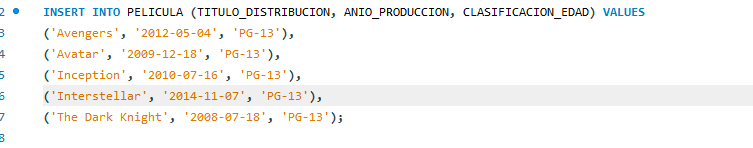 2 INSERT INTO PELICULA (TITULO_DISTRIBUCION, ANIO_PRODUCCION, CLASIFICACION_EDAD) VALUES
3 ('Avengers', '2012-05-04', 'PG-13'),
4 ('Avatar', '2009-12-18', 'PG-13'),
5 ('Inception', '2010-07-16', 'PG-13'),
6 ('Interstellar', '2014-11-07', 'PG-13'),
7 ('The Dark Knight', '2008-07-18', 'PG-13');
8